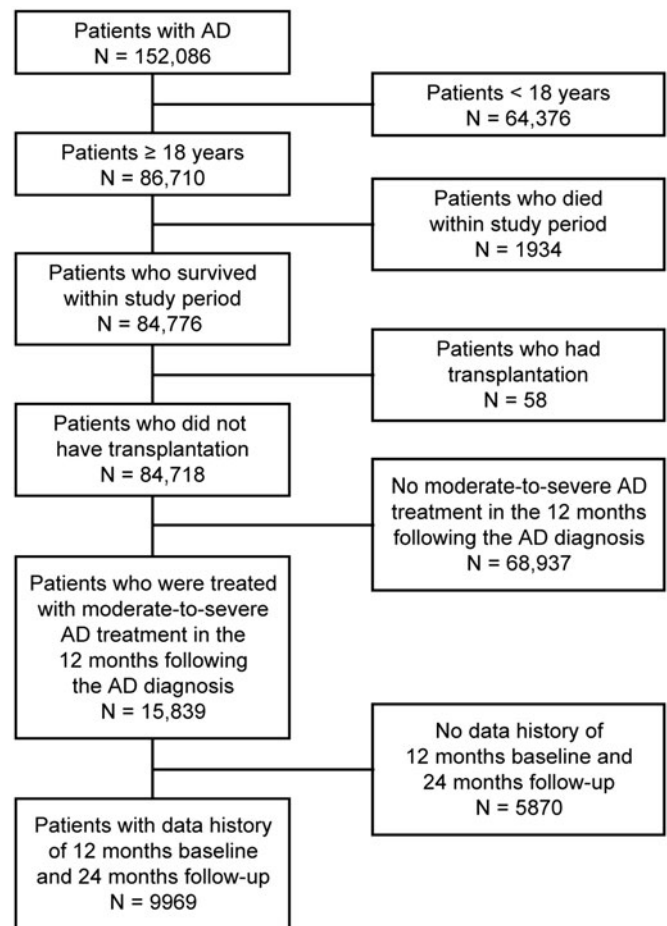 Patients with AD
N = 152,086
Patients < 18 years
N = 64,376
Patients ≥ 18 years
N = 86,710
Patients who died
within study period
N = 1934
Patients who survived
within study period
N = 84,776
Patients who had
transplantation
N = 58
Patients who did not
have transplantation
N = 84,718
No moderate-to-severe AD
treatment in the 12 months
following the AD diagnosis
N = 68,937
Patients who were treated
with moderate-to-severe
AD treatment in the
12 months following
the AD diagnosis
N = 15,839
No data history of
12 months baseline and
24 months follow-up
N = 5870
Patients with data history
of 12 months baseline
and 24 months follow-up
N = 9969